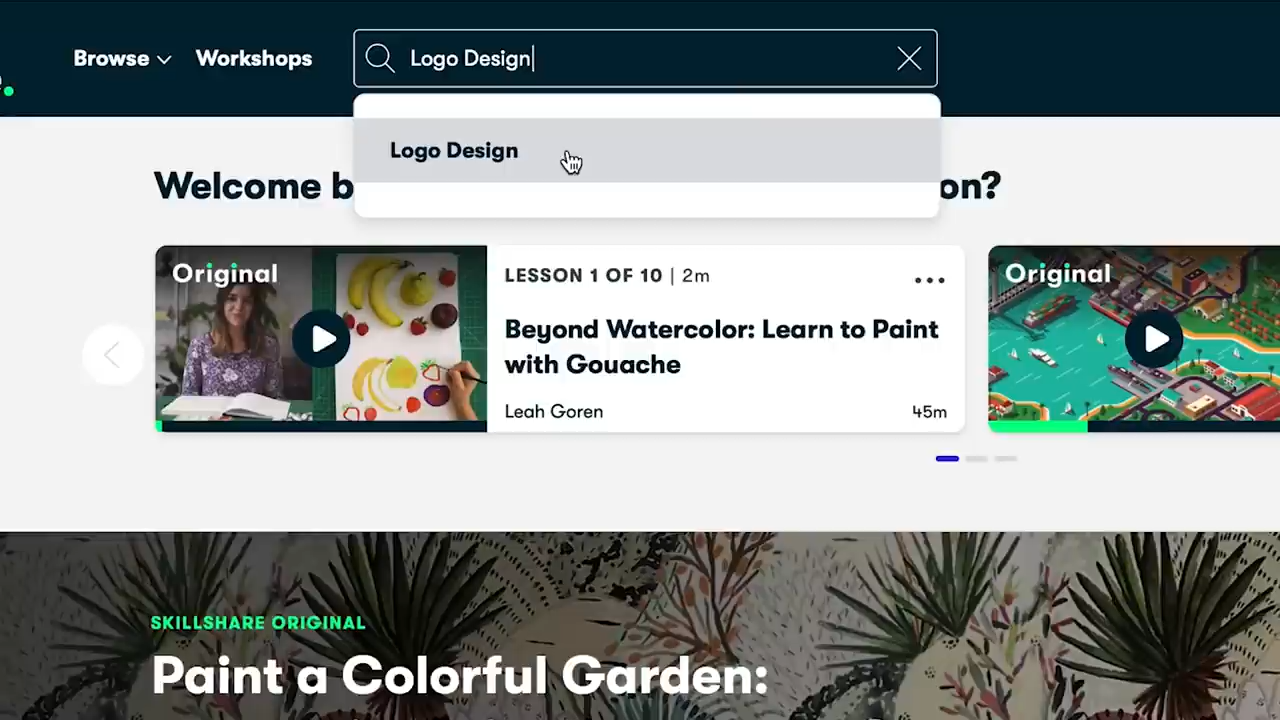 Browse Workshops Logo Design
Logo Design
Welcome b on?
Original
LESSON 1 OF 10 | 2m
Beyond Watercolor: Learn to Paint
with Gouache
Leah Goren 45m
Original
SKILLSHARE ORIGINAL
Paint a Colorful Garden: